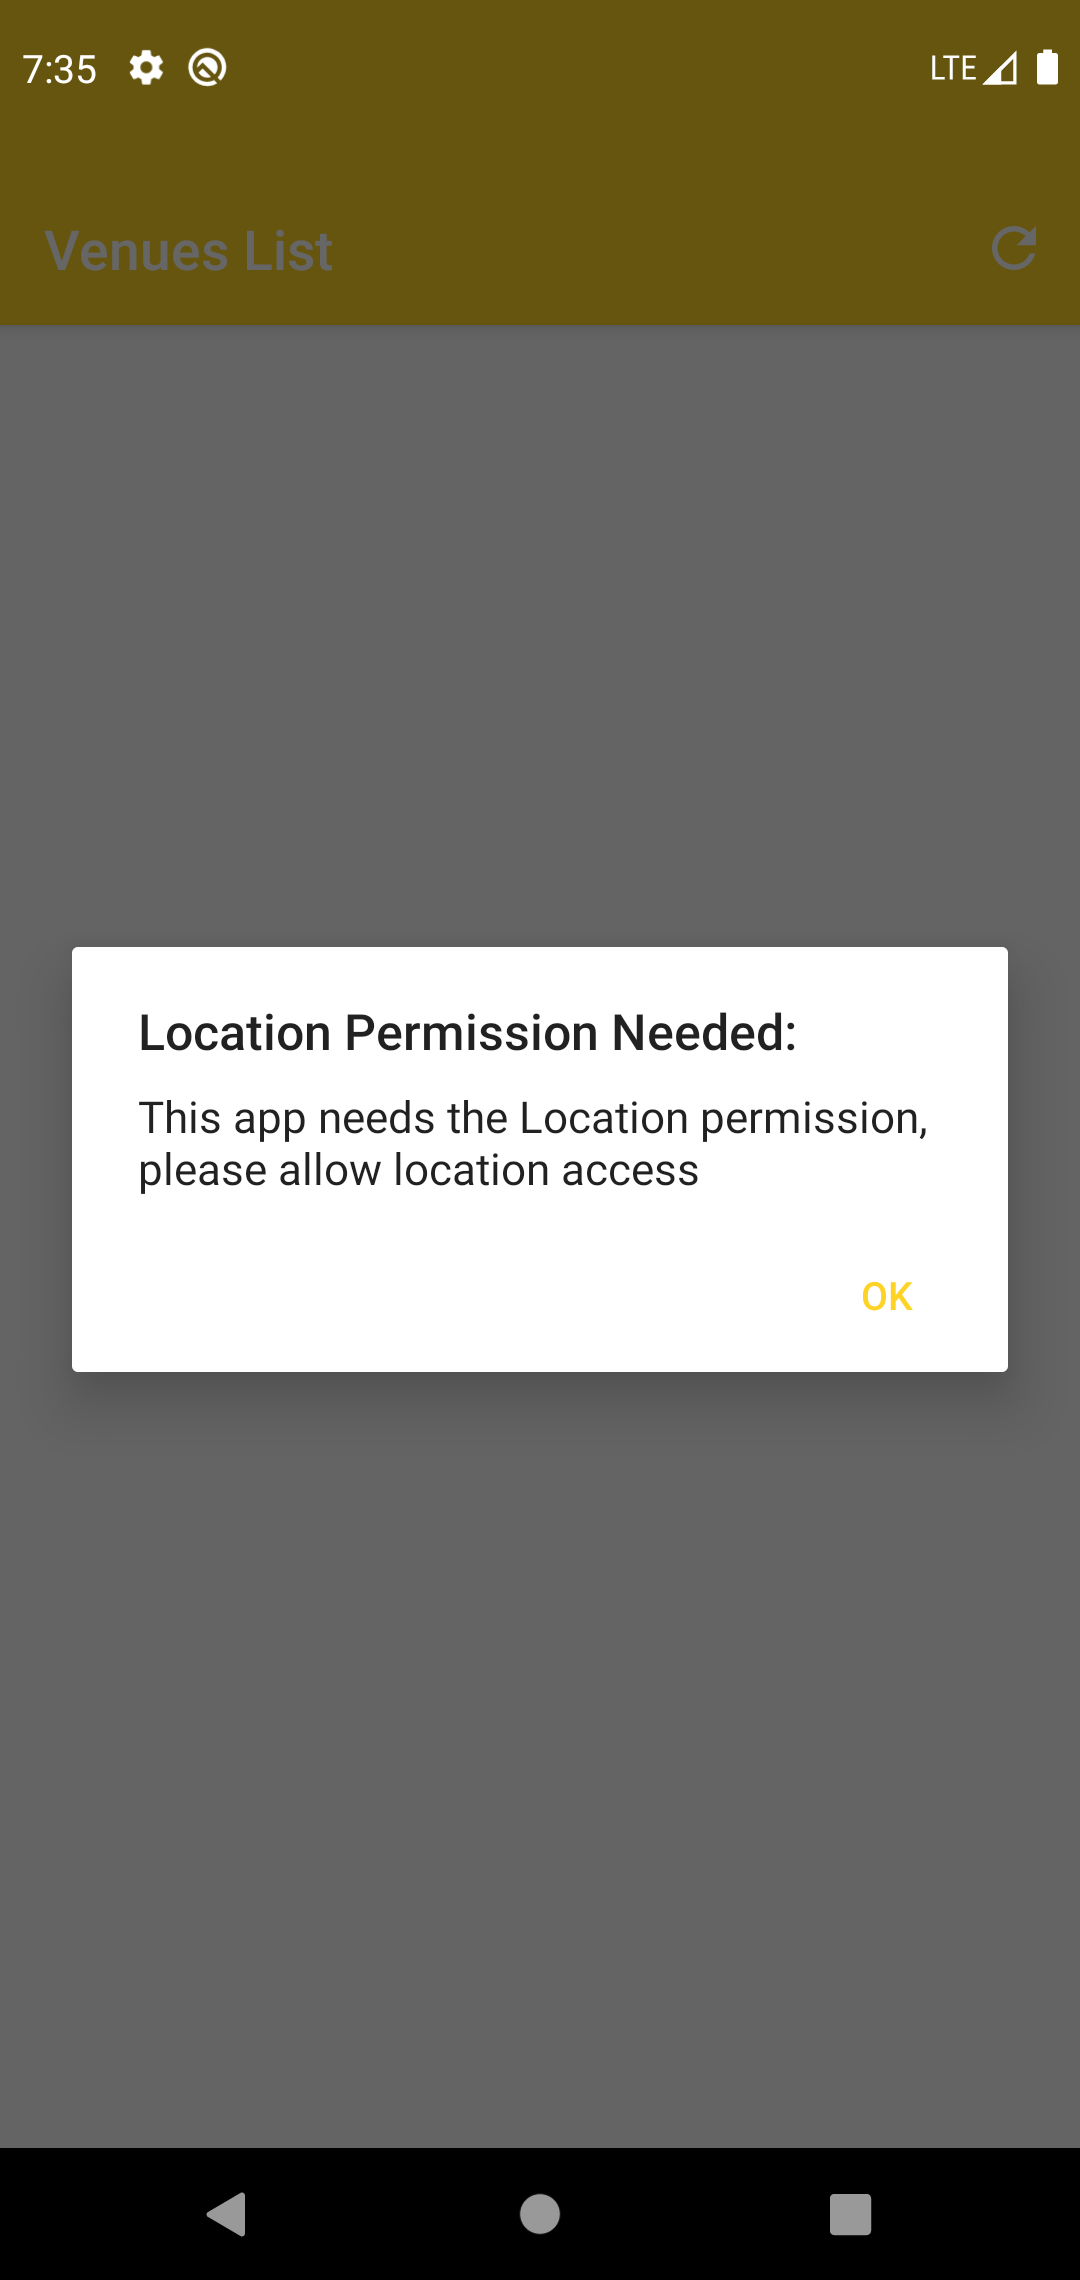 7:35
LTE
Venues List
Location Permission Needed:
This app needs the Location permission,
please allow location access
OK